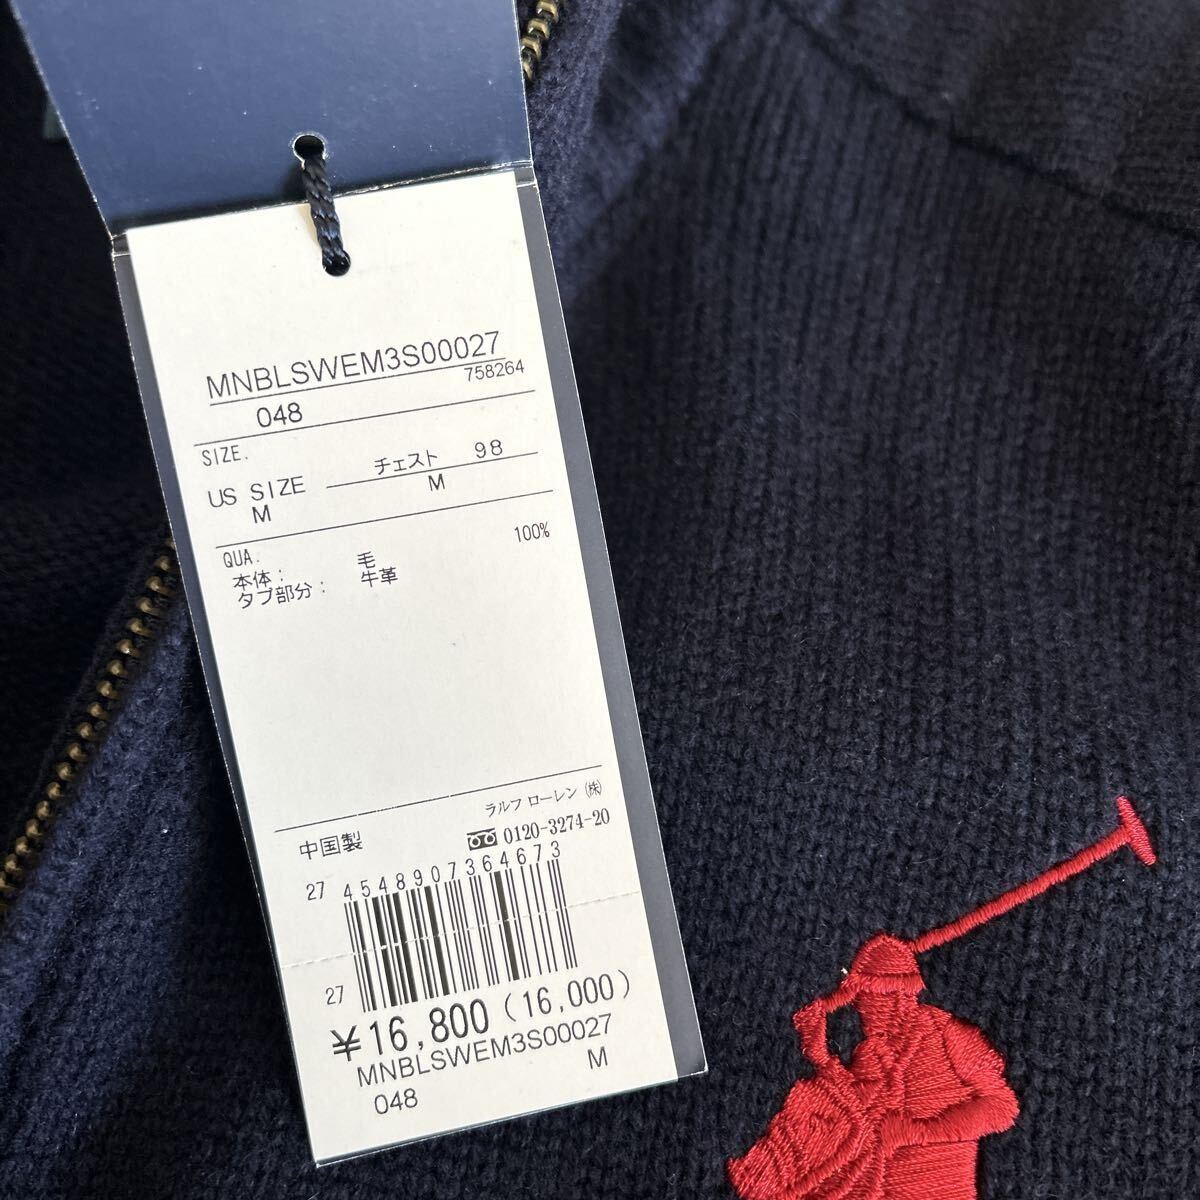 MNBLSWEM3S00027
758264
048
SIZE.
US SIZE チェスト 98
M M
QUA.
100%
本体: 毛
タブ部分: 牛革
ラルフ ローレン (株)
中国製 0120-3274-20
27 4548907364673
27
¥16,800 (16,000)
MNBLSWEM3S00027
048 M